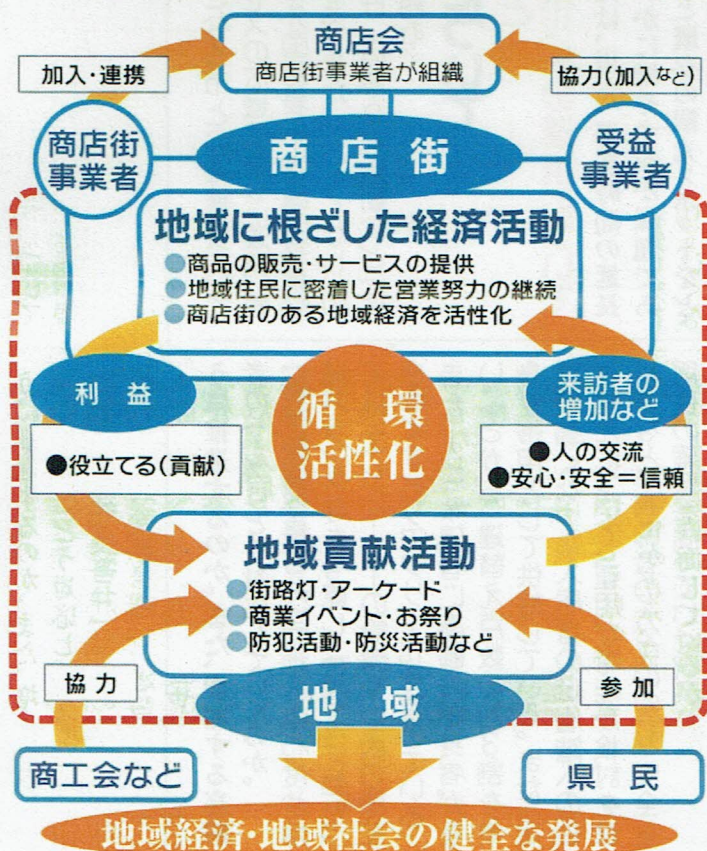 商店会
商店街事業者が組織
加入・連携
協力(加入など)
商店街
事業者
商店街
受益
事業者
地域に根ざした経済活動
●商品の販売・サービスの提供
●地域住民に密着した営業努力の継続
●商店街のある地域経済を活性化
利益
循環
活性化
来訪者の
増加など
●役立てる(貢献)
●人の交流
●安心・安全=信頼
地域貢献活動
●街路灯・アーケード
●商業イベント・お祭り
●防犯活動・防災活動など
協力
参加
地域
商工会など
県民
地域経済・地域社会の健全な発展